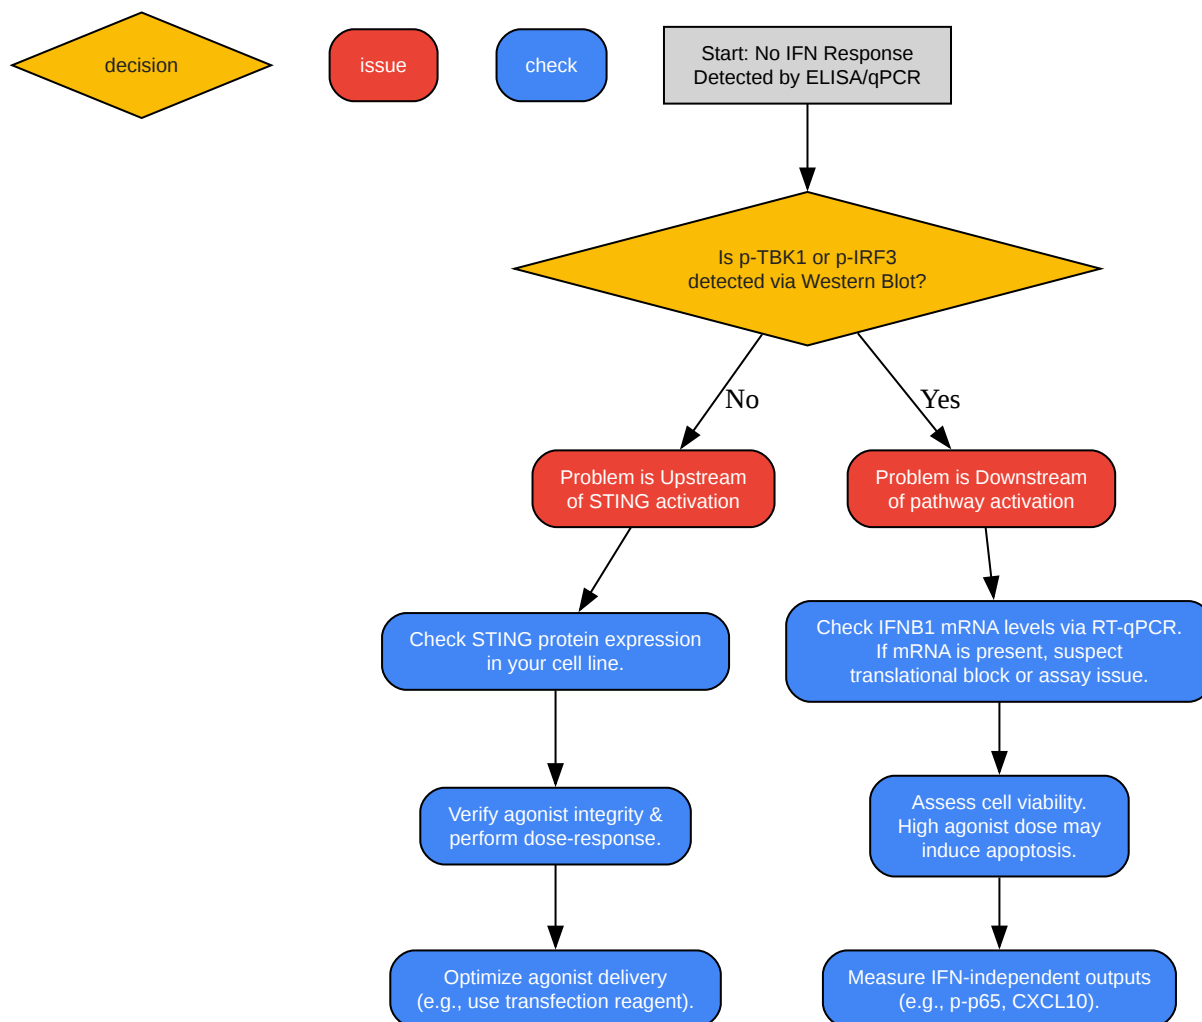 decision
issue
check
Start: No IFN Response
Detected by ELISA/qPCR
Is p-TBK1 or p-IRF3
detected via Western Blot?
No
Yes
Problem is Upstream
of STING activation
Problem is Downstream
of pathway activation
Check STING protein expression
in your cell line.
Check IFNB1 mRNA levels via RT-qPCR.
If mRNA is present, suspect
translational block or assay issue.
Verify agonist integrity &
perform dose-response.
Assess cell viability.
High agonist dose may
induce apoptosis.
Optimize agonist delivery
(e.g., use transfection reagent).
Measure IFN-independent outputs
(e.g., p-p65, CXCL10).